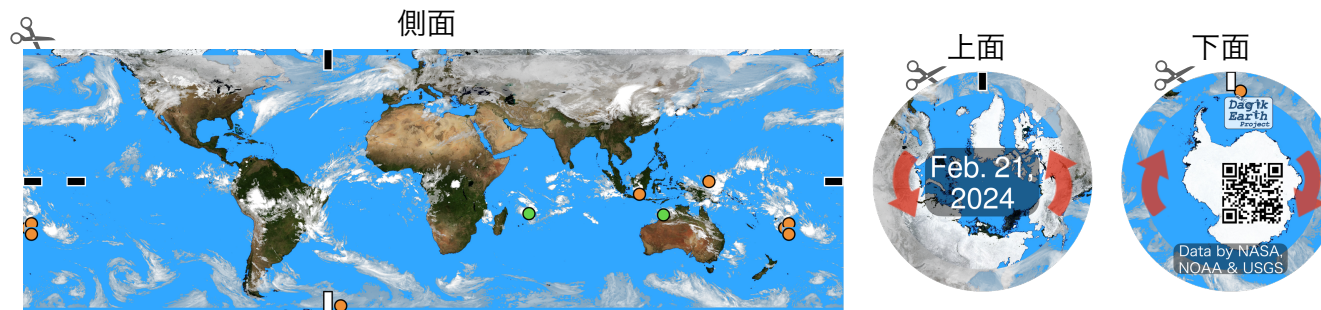 側面
上面
下面
Feb. 21,
2024
Dagik
Earth
Project
Data by NASA,
NOAA & USGS